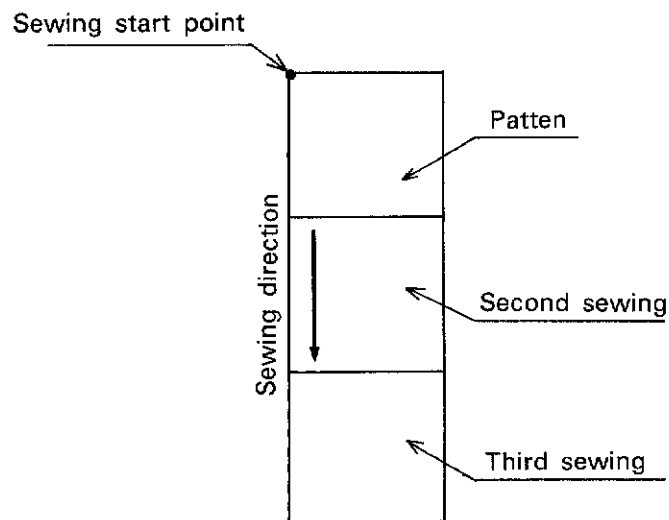 Sewing start point
Patten
Sewing direction
Second sewing
Third sewing